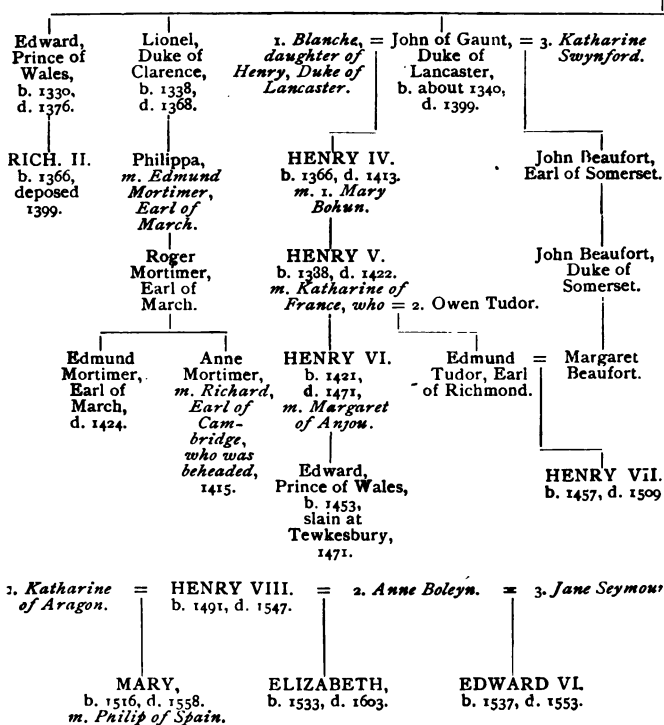 Edward,
Prince of
Wales,
b. 1330,
d. 1376.
Lionel,
Duke of
Clarence,
b. 1338,
d. 1368.
1. Blanche,
daughter of
Henry, Duke of
Lancaster.
=
John of Gaunt,
Duke of
Lancaster,
b. about 1340,
d. 1399.
=
3. Katharine
Swynford.
RICH. II.
b. 1366,
deposed
1399.
Philippa,
m. Edmund
Mortimer,
Earl of
March.
HENRY IV.
b. 1366, d. 1413.
m. 1. Mary
Bohun.
John Beaufort,
Earl of Somerset.
Roger
Mortimer,
Earl of
March.
HENRY V.
b. 1388, d. 1422.
m. Katharine of
France, who = 2. Owen Tudor.
John Beaufort,
Duke of
Somerset.
Edmund
Mortimer,
Earl of
March,
d. 1424.
Anne
Mortimer,
m. Richard,
Earl of
Cam-
bridge,
who was
beheaded,
1415.
HENRY VI.
b. 1421,
d. 1471,
m. Margaret
of Anjou.
Edmund
Tudor, Earl
of Richmond.
=
Margaret
Beaufort.
Edward,
Prince of Wales,
b. 1453,
slain at
Tewkesbury,
1471.
HENRY VII.
b. 1457, d. 1509
1. Katharine
of Aragon.
=
HENRY VIII.
b. 1491, d. 1547.
=
2. Anne Boleyn.
=
3. Jane Seymour
MARY,
b. 1516, d. 1558.
m. Philip of Spain.
ELIZABETH,
b. 1533, d. 1603.
EDWARD VI.
b. 1537, d. 1553.